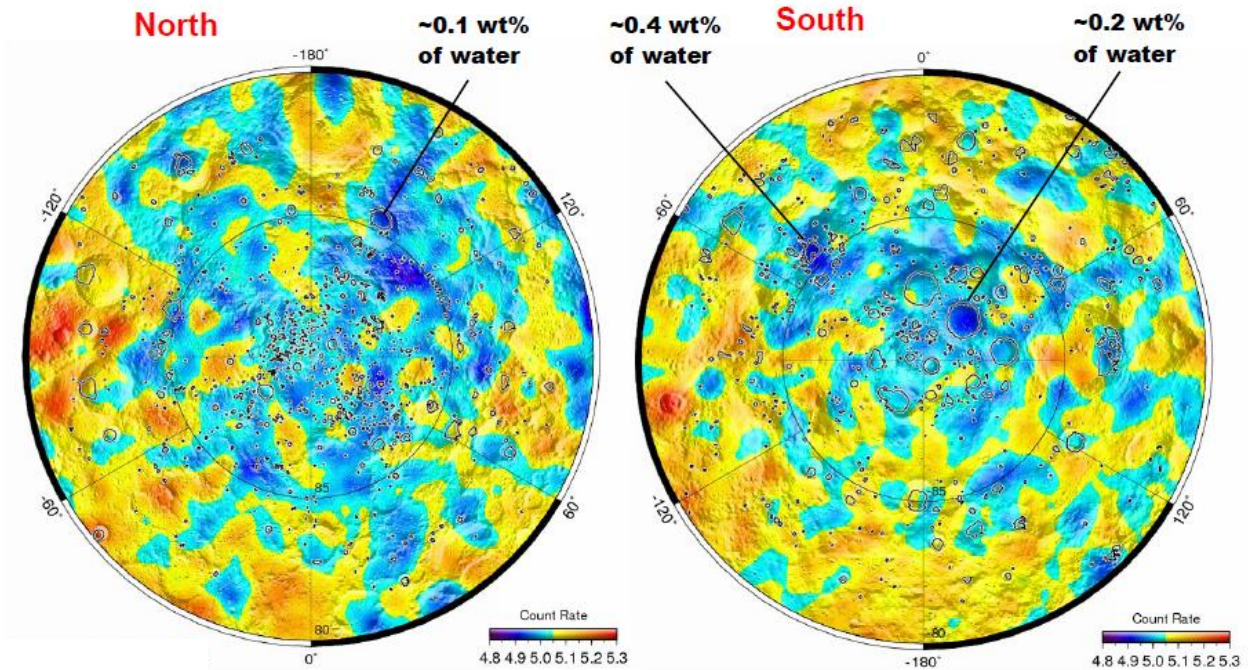 North
~0.1 wt%
of water
-180°
-120°
120°
85
-60°
60°
80
0°
Count Rate
4.8 4.9 5.0 5.1 5.2 5.3
~0.4 wt%
of water
South
~0.2 wt%
of water
0°
-60°
60°
-85
-120°
120°
-80
-180°
Count Rate
4.8 4.9 5.0 5.1 5.2 5.3